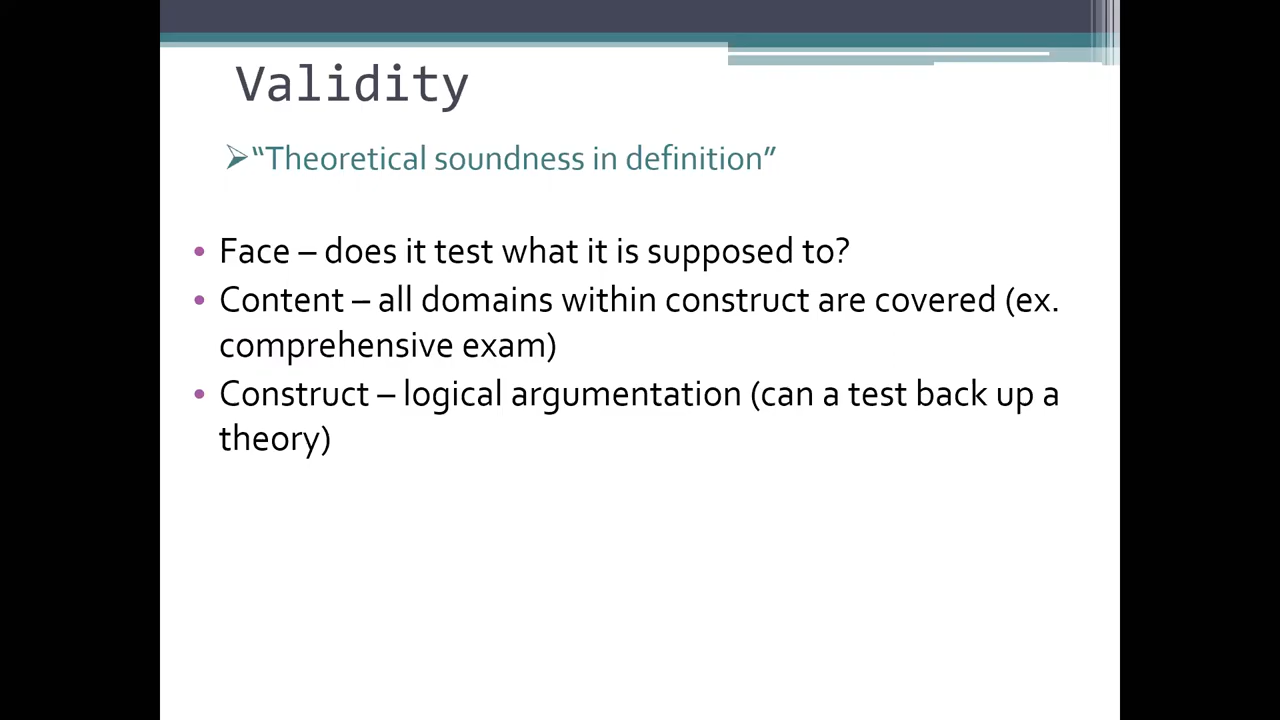 Validity
“Theoretical soundness in definition”
• Face – does it test what it is supposed to?
• Content – all domains within construct are covered (ex.
comprehensive exam)
• Construct – logical argumentation (can a test back up a
theory)